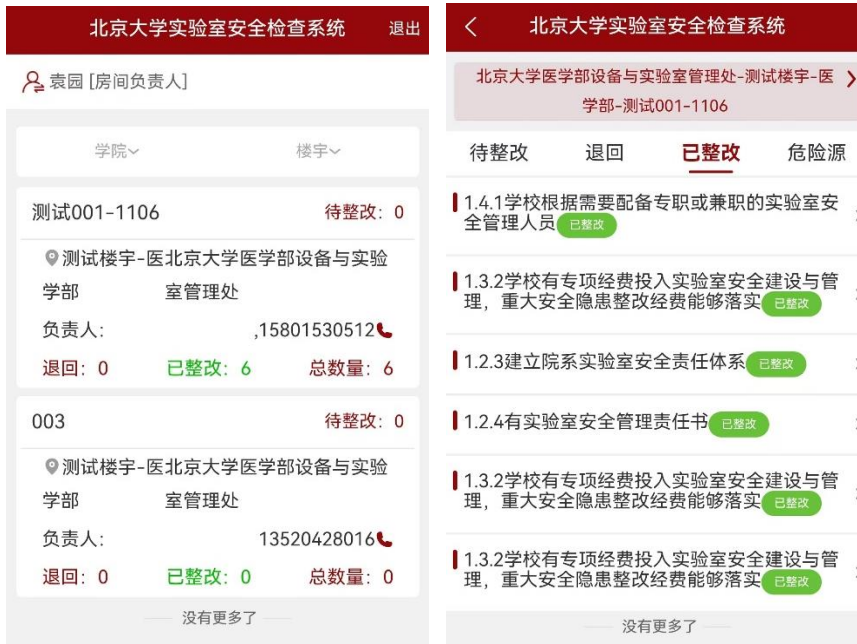 北京大学实验室安全检查系统 退出
袁园 [房间负责人]
学院 楼宇
测试001-1106 待整改: 0
测试楼宇-医北京大学医学部设备与实验
学部 室管理处
负责人: ,15801530512
退回: 0 已整改: 6 总数量: 6
003 待整改: 0
测试楼宇-医北京大学医学部设备与实验
学部 室管理处
负责人: 13520428016
退回: 0 已整改: 0 总数量: 0
没有更多了
北京大学实验室安全检查系统
北京大学医学部设备与实验室管理处-测试楼宇-医
学部-测试001-1106
待整改 退回 已整改 危险源
1.4.1学校根据需要配备专职或兼职的实验室安
全管理人员 已整改
1.3.2学校有专项经费投入实验室安全建设与管
理，重大安全隐患整改经费能够落实 已整改
1.2.3建立院系实验室安全责任体系 已整改
1.2.4有实验室安全管理责任书 已整改
1.3.2学校有专项经费投入实验室安全建设与管
理，重大安全隐患整改经费能够落实 已整改
1.3.2学校有专项经费投入实验室安全建设与管
理，重大安全隐患整改经费能够落实 已整改
没有更多了